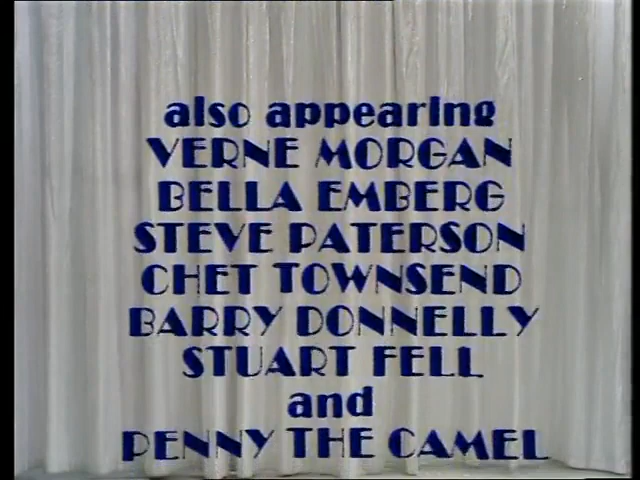 also appearing
VERNE MORGAN
BELLA EMBERG
STEVE PATERSON
CHET TOWNSEND
BARRY DONNELLY
STUART FELL
and
PENNY THE CAMEL